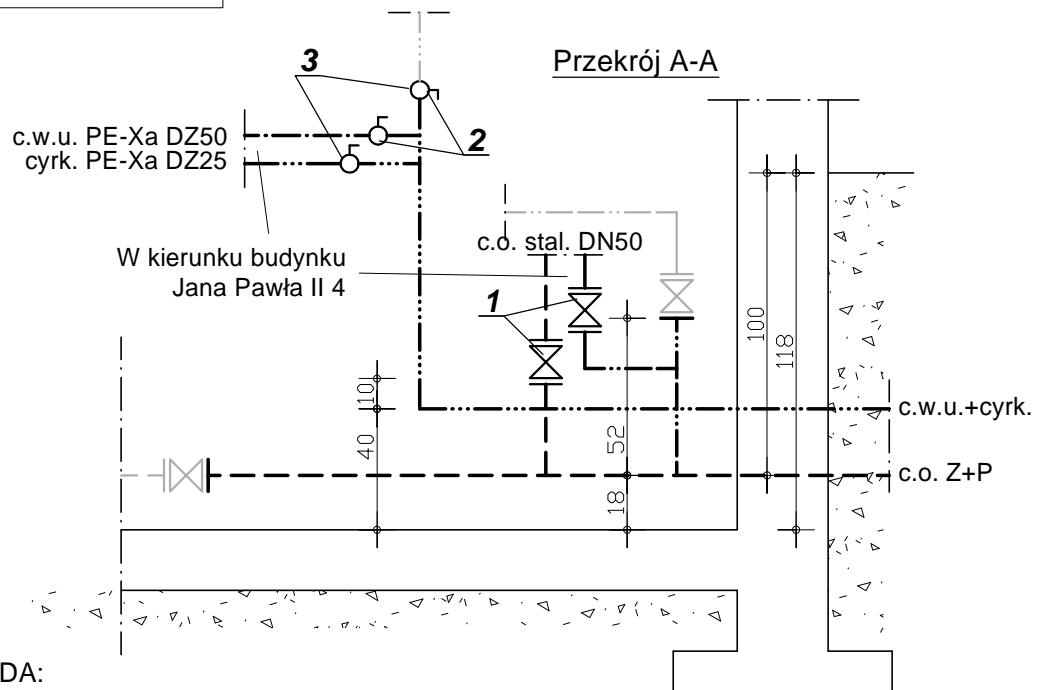 Przekrój A-A
3
2
c.w.u. PE-Xa DZ50
cyrk. PE-Xa DZ25
W kierunku budynku
Jana Pawła II 4
c.o. stal. DN50
1
100
118
10
40
52
18
c.w.u.+cyrk.
c.o. Z+P
DA: